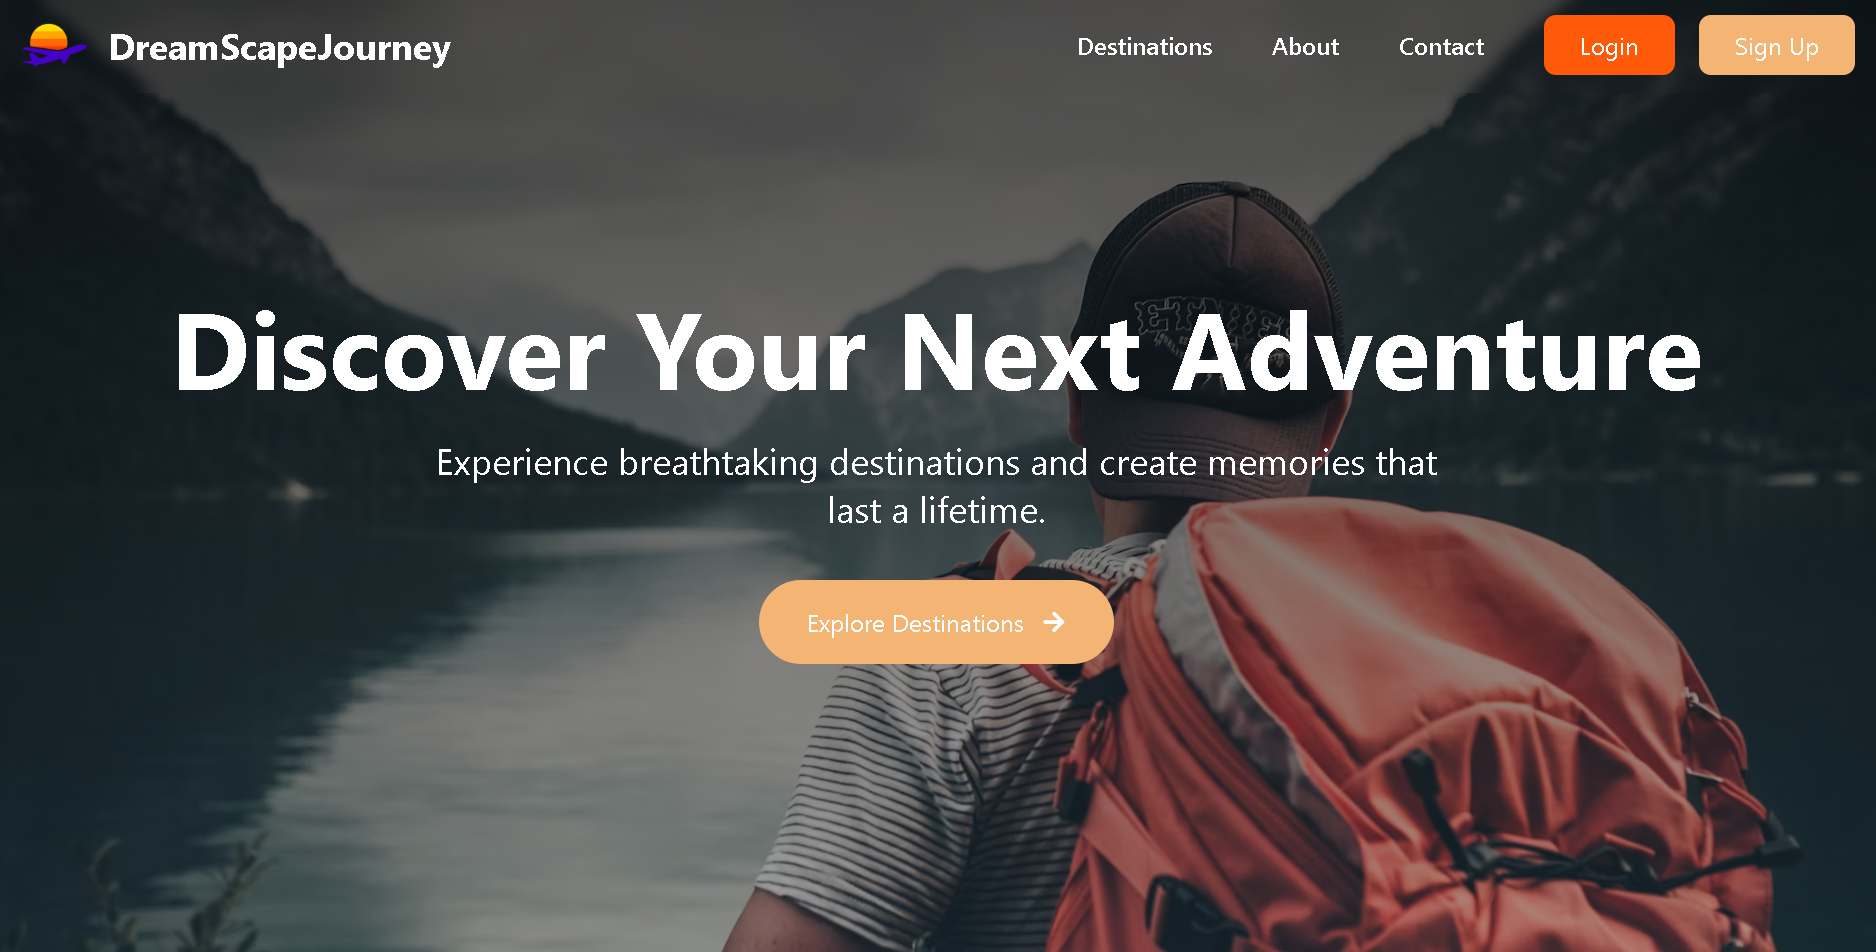 DreamScapeJourney
Destinations
About
Contact
Login
Sign Up
Discover Your Next Adventure
Experience breathtaking destinations and create memories that
last a lifetime.
Explore Destinations